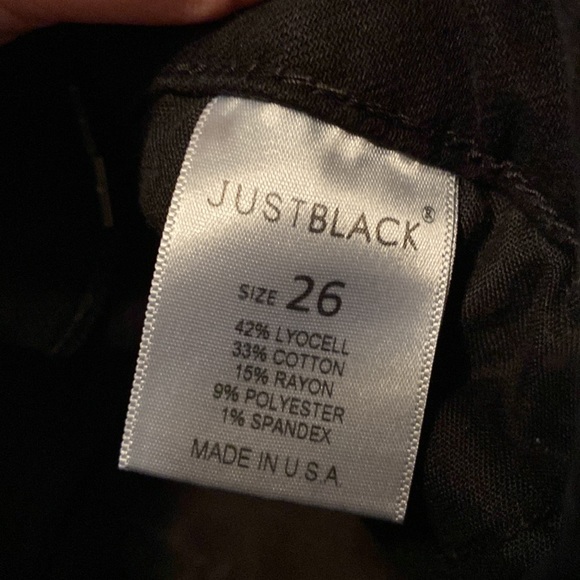 JUSTBLACK®
SIZE 26
42% LYOCELL
33% COTTON
15% RAYON
9% POLYESTER
1% SPANDEX
MADE IN U.S.A.